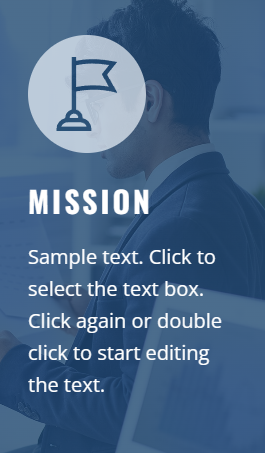 MISSION
Sample text. Click to
select the text box.
Click again or double
click to start editing
the text.